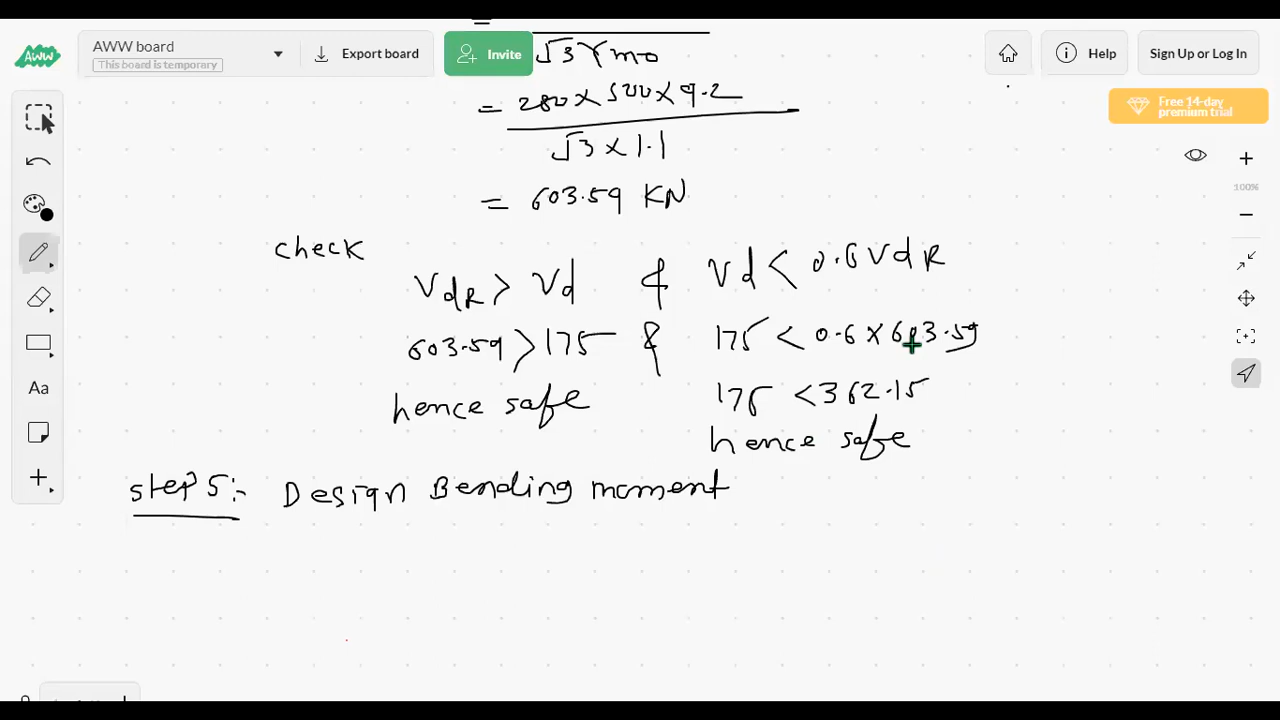 AWW board
This board is temporary
Export board
Invite
Help
Sign Up or Log In
Free 14-day
premium trial
100%
Aa
√3 γmo
= 280 × 500 × 9.2
√3 × 1.1
= 603.59 KN
check
VdR > Vd & Vd < 0.6 VdR
603.59 > 175 & 175 < 0.6 × 603.59
hence safe 175 < 362.15
hence safe
step 5:- Design Bending moment